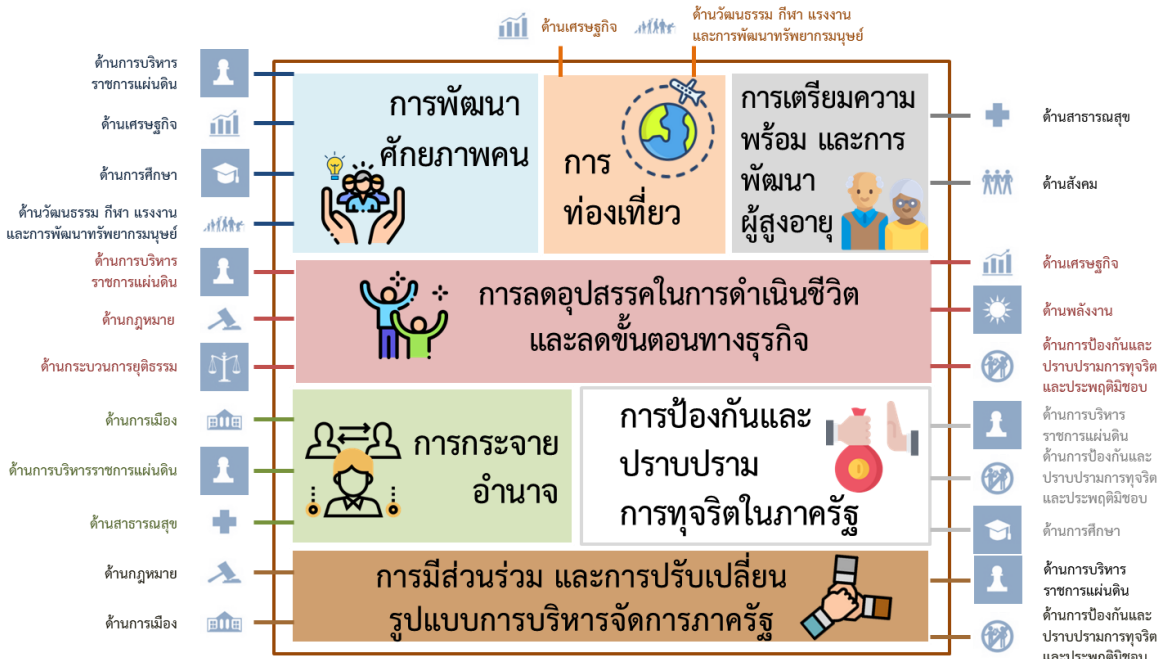 ด้านเศรษฐกิจ
ด้านวัฒนธรรม กีฬา แรงงาน
และการพัฒนาทรัพยากรมนุษย์
ด้านการบริหาร
ราชการแผ่นดิน
ด้านเศรษฐกิจ
ด้านการศึกษา
ด้านวัฒนธรรม กีฬา แรงงาน
และการพัฒนาทรัพยากรมนุษย์
การพัฒนา
ศักยภาพคน
การ
ท่องเที่ยว
การเตรียมความ
พร้อม และการ
พัฒนา
ผู้สูงอายุ
ด้านสาธารณสุข
ด้านสังคม
ด้านการบริหาร
ราชการแผ่นดิน
ด้านกฎหมาย
ด้านกระบวนการยุติธรรม
การลดอุปสรรคในการดำเนินชีวิต
และลดขั้นตอนทางธุรกิจ
ด้านเศรษฐกิจ
ด้านพลังงาน
ด้านการป้องกันและ
ปราบปรามการทุจริต
และประพฤติมิชอบ
ด้านการเมือง
ด้านการบริหารราชการแผ่นดิน
ด้านสาธารณสุข
การกระจาย
อำนาจ
การป้องกันและ
ปราบปราม
การทุจริตในภาครัฐ
ด้านการบริหาร
ราชการแผ่นดิน
ด้านการป้องกันและ
ปราบปรามการทุจริต
และประพฤติมิชอบ
ด้านการศึกษา
ด้านกฎหมาย
ด้านการเมือง
การมีส่วนร่วม และการปรับเปลี่ยน
รูปแบบการบริหารจัดการภาครัฐ
ด้านการบริหาร
ราชการแผ่นดิน
ด้านการป้องกันและ
ปราบปรามการทุจริต
และประพฤติมิชอบ